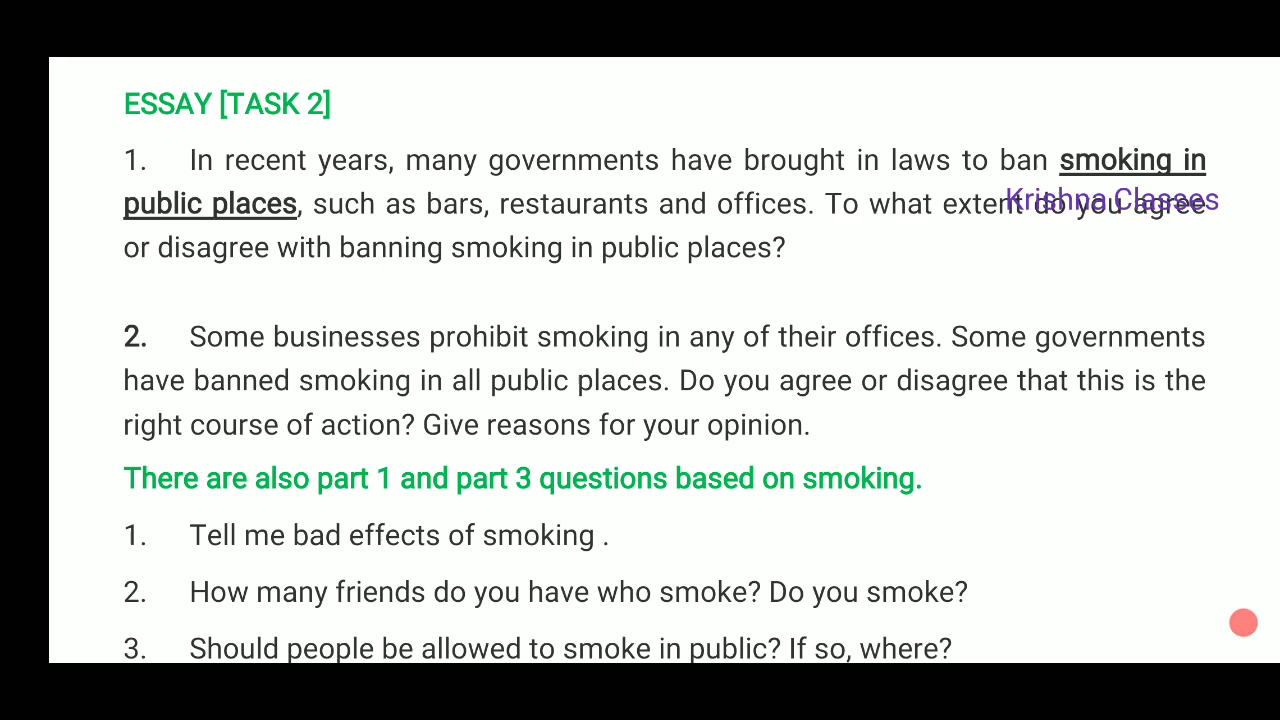 ESSAY [TASK 2]
1. In recent years, many governments have brought in laws to ban smoking in
public places, such as bars, restaurants and offices. To what extent do you agree
Krishna Classes
or disagree with banning smoking in public places?
2. Some businesses prohibit smoking in any of their offices. Some governments
have banned smoking in all public places. Do you agree or disagree that this is the
right course of action? Give reasons for your opinion.
There are also part 1 and part 3 questions based on smoking.
1. Tell me bad effects of smoking .
2. How many friends do you have who smoke? Do you smoke?
3. Should people be allowed to smoke in public? If so, where?